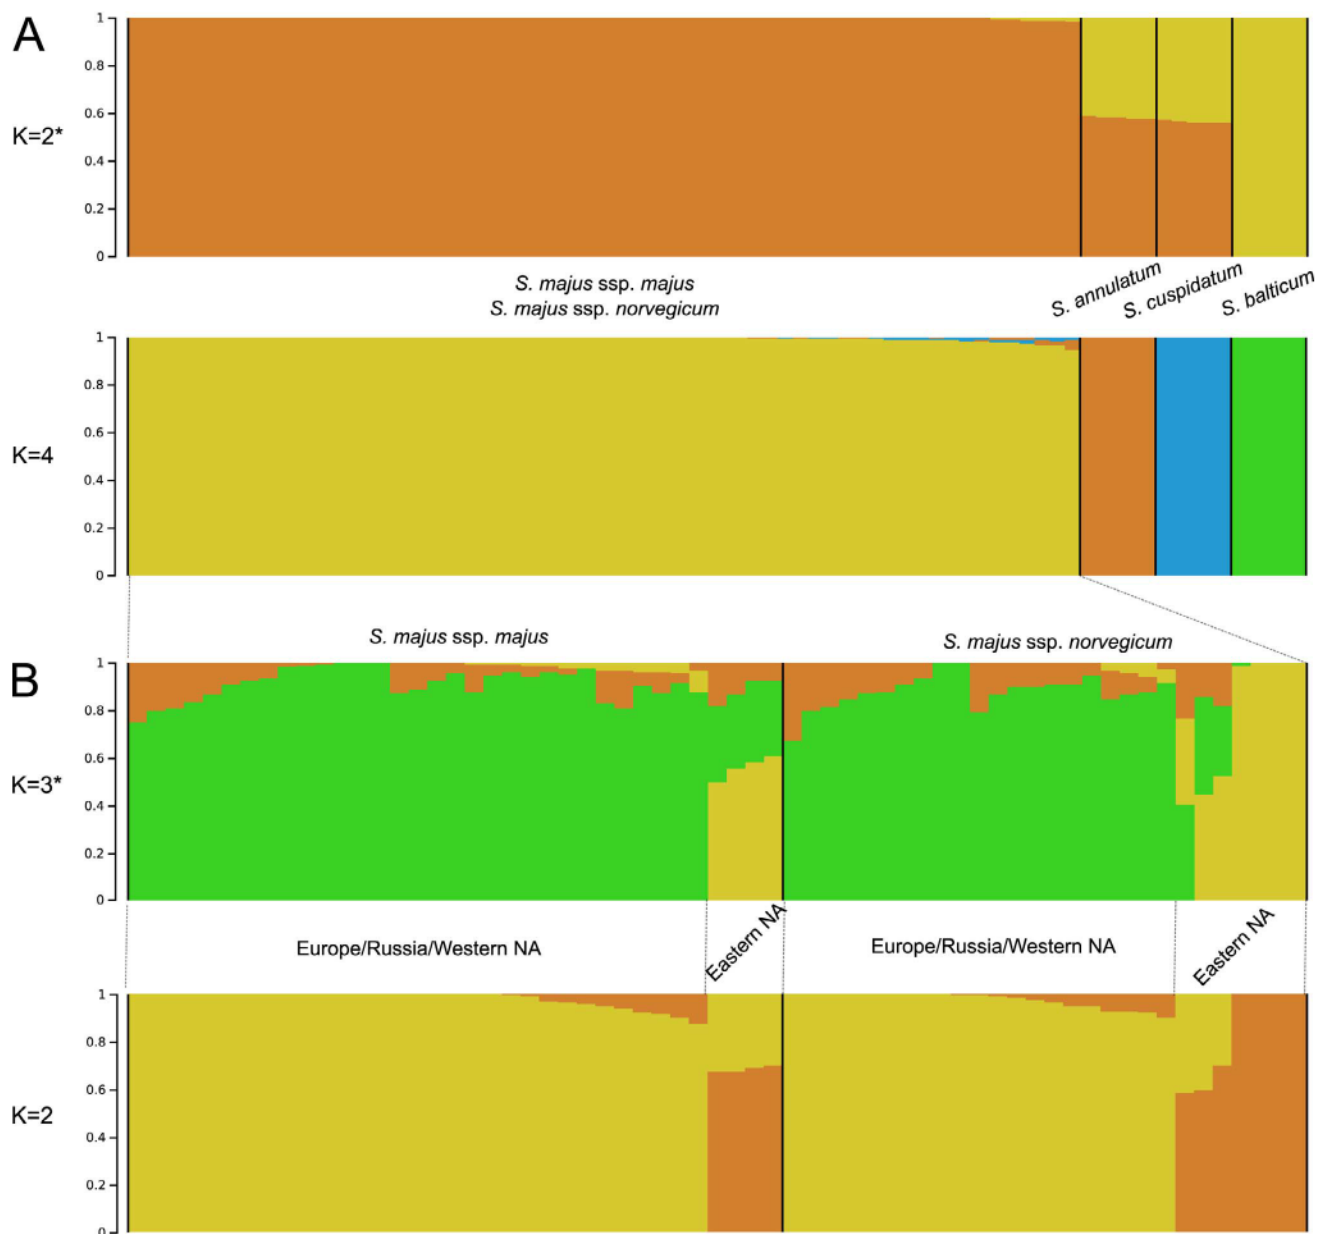 A
K=2*
1
0.8
0.6
0.4
0.2
0
S. majus ssp. majus
S. majus ssp. norvegicum
S. annulatum
S. cuspidatum
S. balticum
K=4
1
0.8
0.6
0.4
0.2
0
S. majus ssp. majus
S. majus ssp. norvegicum
B
K=3*
1
0.8
0.6
0.4
0.2
0
Europe/Russia/Western NA
Eastern NA
Europe/Russia/Western NA
Eastern NA
K=2
1
0.8
0.6
0.4
0.2
0